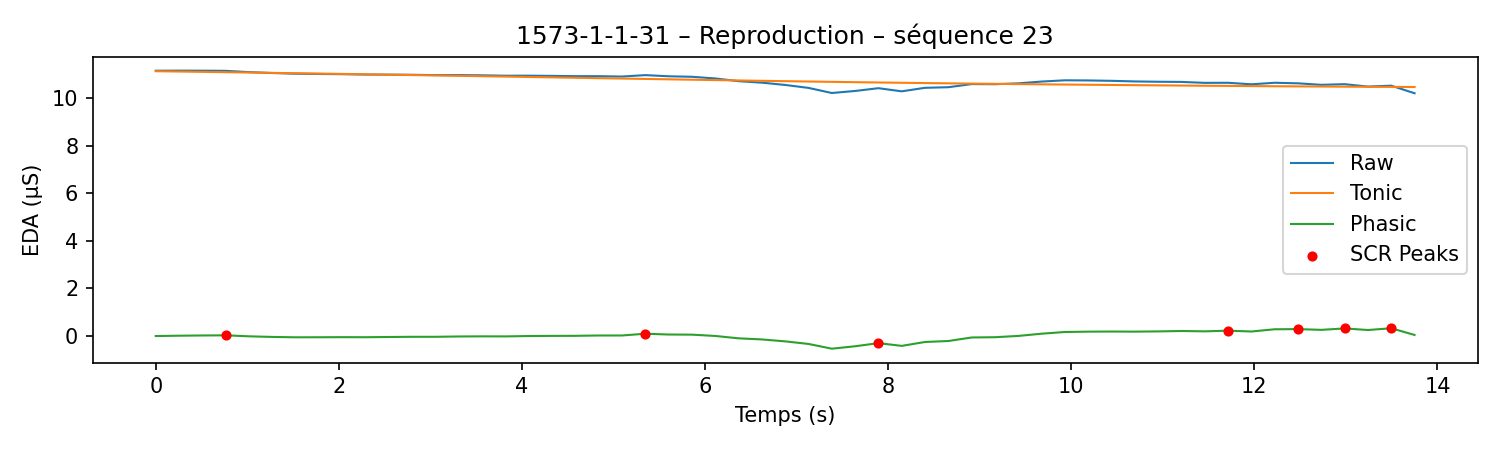 1573-1-1-31 – Reproduction – séquence 23
EDA (µS)
10
8
6
4
2
0
Raw
Tonic
Phasic
SCR Peaks
0 2 4 6 8 10 12 14
Temps (s)